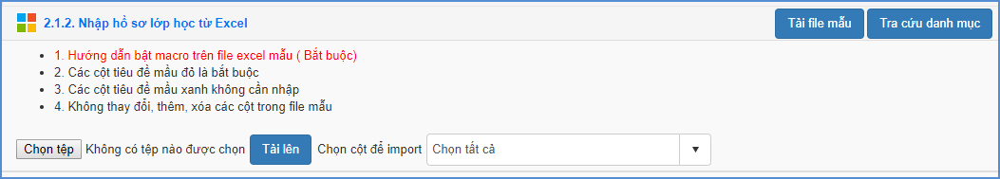 2.1.2. Nhập hồ sơ lớp học từ Excel
Tải file mẫu
Tra cứu danh mục
1. Hướng dẫn bật macro trên file excel mẫu ( Bắt buộc)
2. Các cột tiêu đề mầu đỏ là bắt buộc
3. Các cột tiêu đề mầu xanh không cần nhập
4. Không thay đổi, thêm, xóa các cột trong file mẫu
Chọn tệp Không có tệp nào được chọn Tải lên Chọn cột để import Chọn tất cả